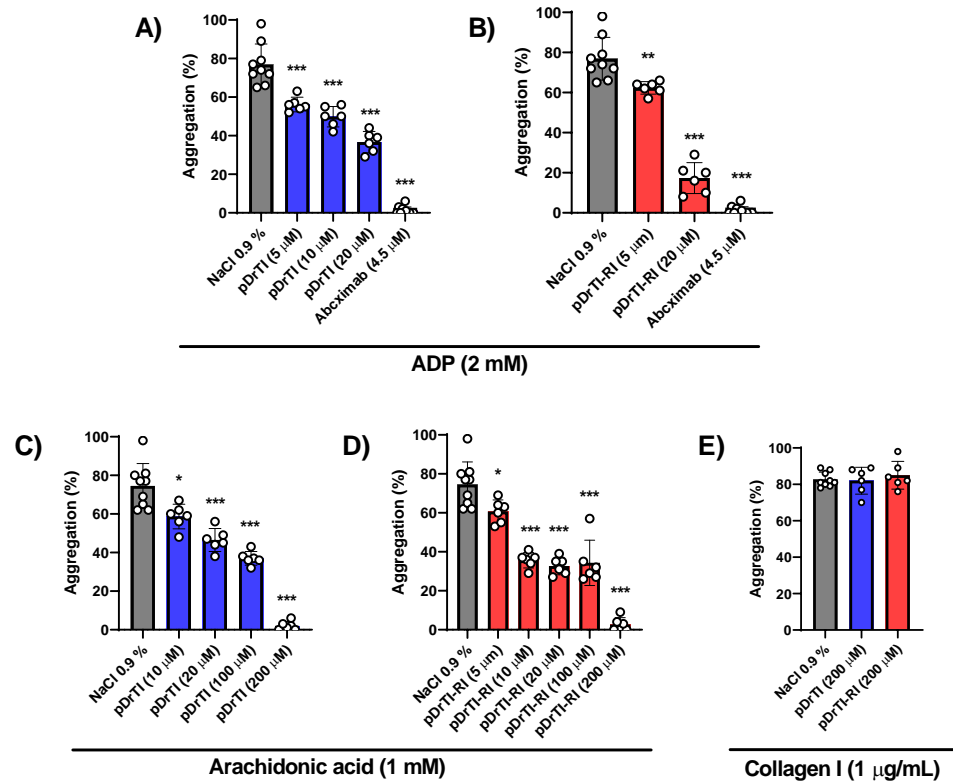 A)
Aggregation (%)
100
80
60
40
20
0
***
***
***
***
NaCl 0.9 %
pDrTI (5 μM)
pDrTI (10 μM)
pDrTI (20 μM)
Abcximab (4.5 μM)
B)
Aggregation (%)
100
80
60
40
20
0
**
***
***
NaCl 0.9 %
pDrTI-RI (5 μm)
pDrTI-RI (20 μM)
Abcximab (4.5 μM)
ADP (2 mM)
C)
Aggregation (%)
100
80
60
40
20
0
*
***
***
***
NaCl 0.9 %
pDrTI (10 μM)
pDrTI (20 μM)
pDrTI (100 μM)
pDrTI (200 μM)
D)
Aggregation (%)
100
80
60
40
20
0
*
***
***
***
***
NaCl 0.9 %
pDrTI-RI (5 μm)
pDrTI-RI (10 μM)
pDrTI-RI (20 μM)
pDrTI-RI (100 μM)
pDrTI-RI (200 μM)
Arachidonic acid (1 mM)
E)
Aggregation (%)
100
80
60
40
20
0
NaCl 0.9 %
pDrTI (200 μM)
pDrTI-RI (200 μM)
Collagen I (1 μg/mL)